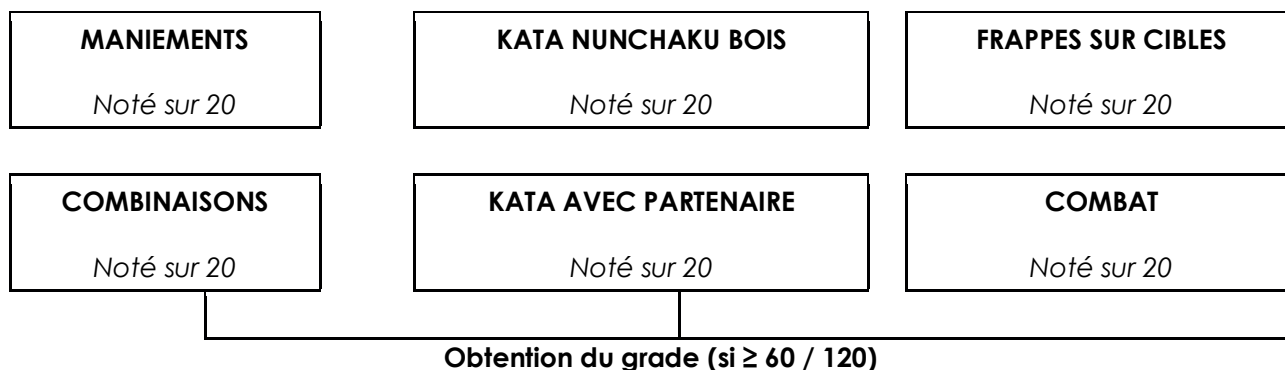 MANIEMENTS
Noté sur 20
KATA NUNCHAKU BOIS
Noté sur 20
FRAPPES SUR CIBLES
Noté sur 20
COMBINAISONS
Noté sur 20
KATA AVEC PARTENAIRE
Noté sur 20
COMBAT
Noté sur 20
Obtention du grade (si ≥ 60 / 120)